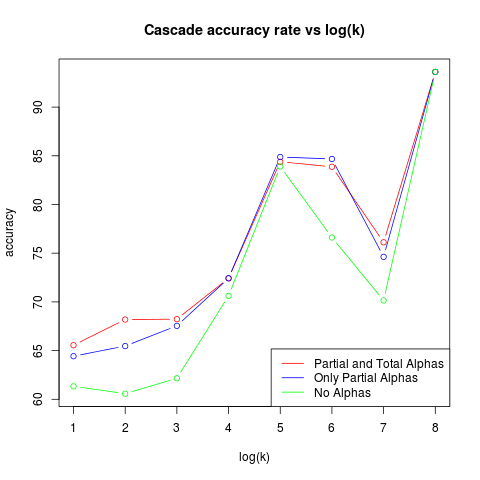 Cascade accuracy rate vs log(k)
accuracy
90
85
80
75
70
65
60
Partial and Total Alphas
Only Partial Alphas
No Alphas
1 2 3 4 5 6 7 8
log(k)